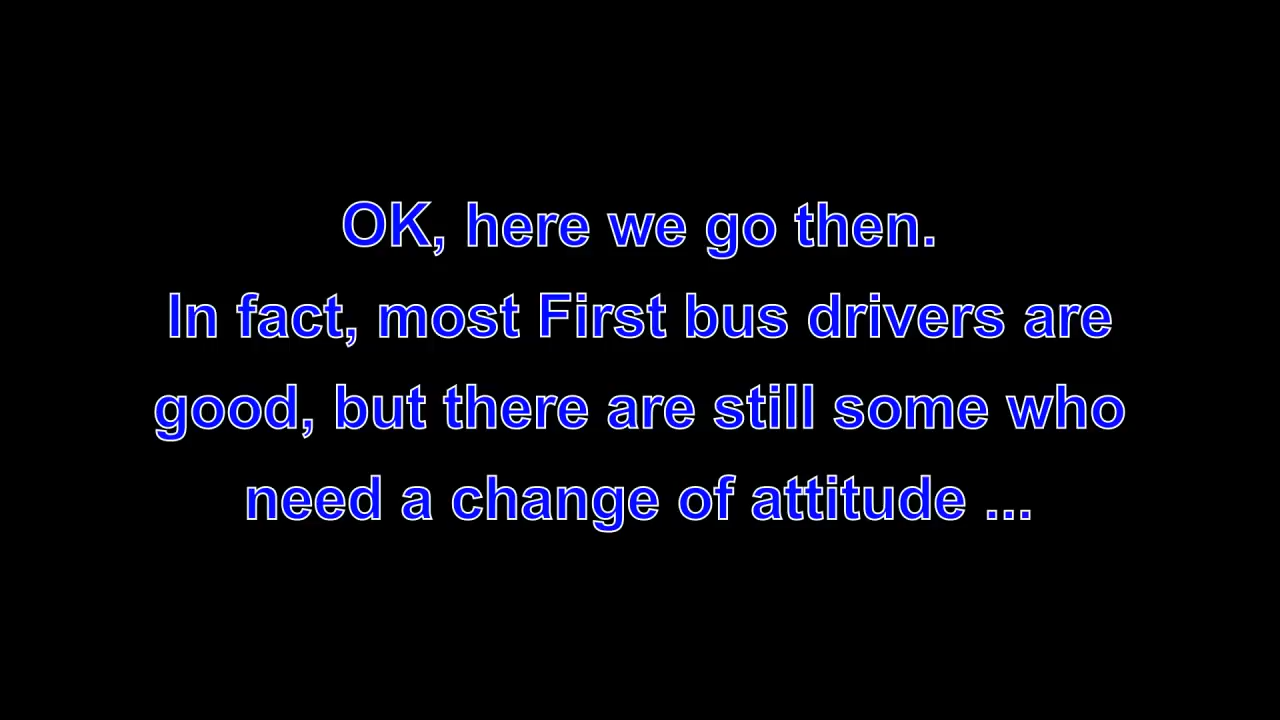 OK, here we go then.
In fact, most First bus drivers are
good, but there are still some who
need a change of attitude ...